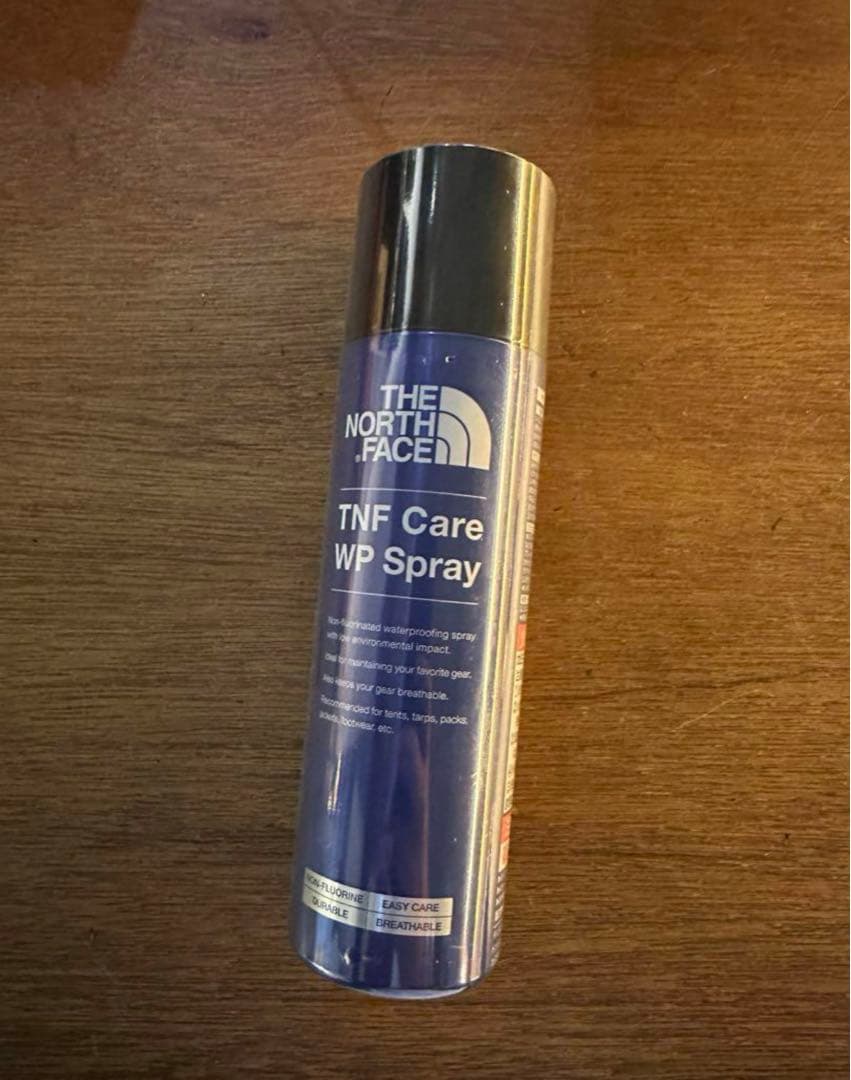 THE
NORTH
FACE
TNF Care
WP Spray
Non-fluorinated waterproofing spray
with low environmental impact.
Ideal for maintaining your favorite gear.
Also keeps your gear breathable.
Recommended for tents, tarps, packs,
jackets, footwear, etc.
NON-FLUORINE EASY CARE
DURABLE BREATHABLE